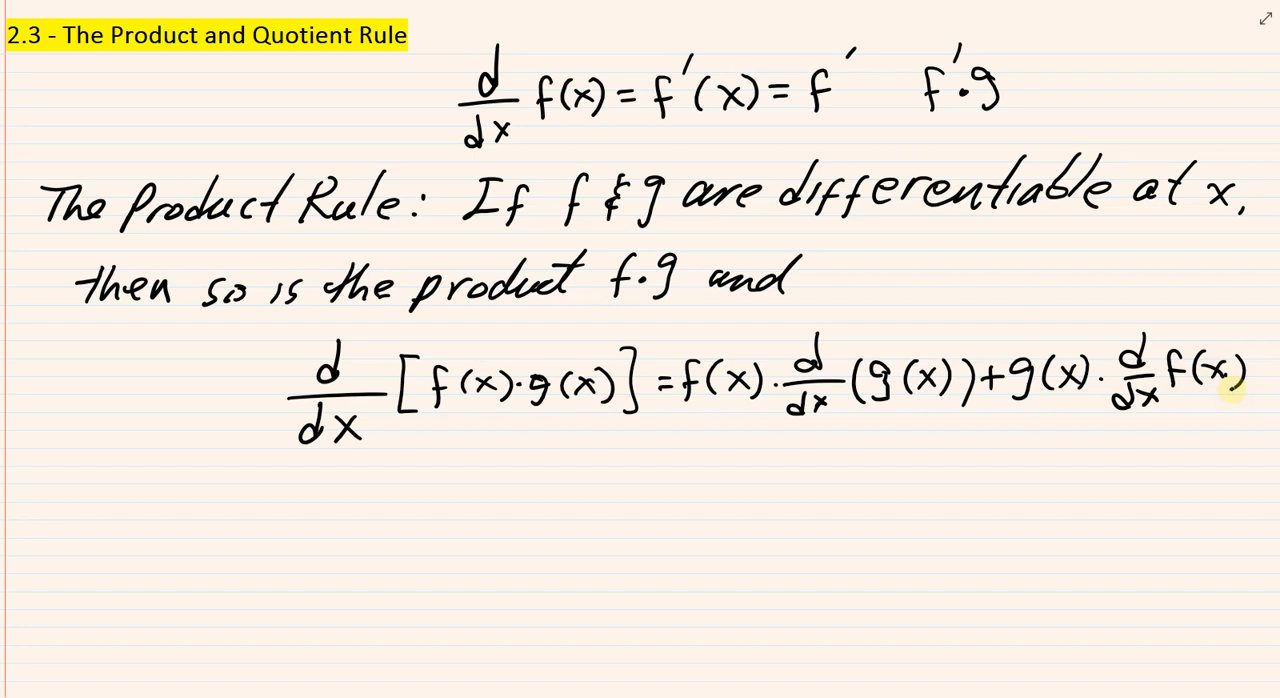 2.3 - The Product and Quotient Rule
d/dx f(x) = f'(x) = f'   f'·g
The Product Rule: If f & g are differentiable at x,
then so is the product f·g and
d/dx [f(x)·g(x)] = f(x)·d/dx (g(x)) + g(x)·d/dx f(x)